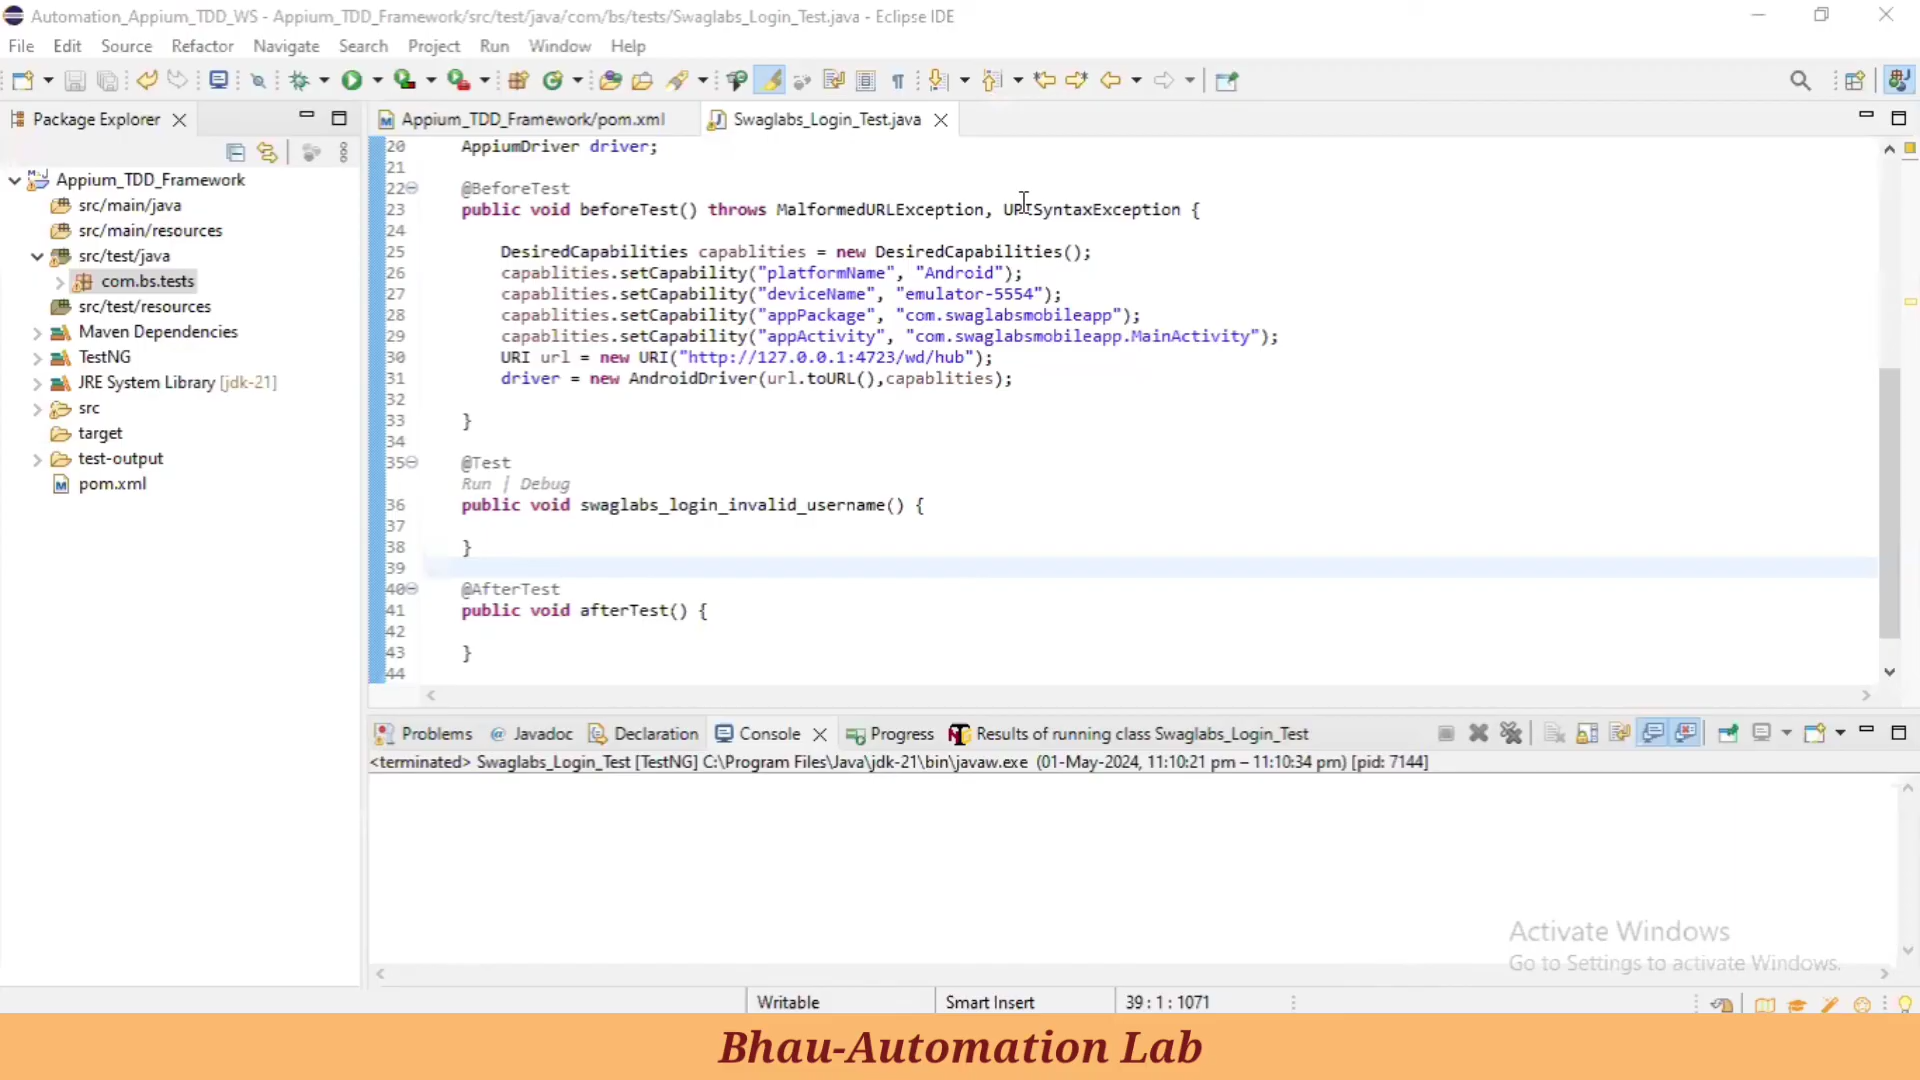 Automation_Appium_TDD_WS - Appium_TDD_Framework/src/test/java/com/bs/tests/Swaglabs_Login_Test.java - Eclipse IDE
File Edit Source Refactor Navigate Search Project Run Window Help
Package Explorer
Appium_TDD_Framework
src/main/java
src/main/resources
src/test/java
com.bs.tests
src/test/resources
Maven Dependencies
TestNG
JRE System Library [jdk-21]
src
target
test-output
pom.xml
Appium_TDD_Framework/pom.xml Swaglabs_Login_Test.java
20 AppiumDriver driver;
21
22 @BeforeTest
23 public void beforeTest() throws MalformedURLException, URISyntaxException {
24
25 DesiredCapabilities capablities = new DesiredCapabilities();
26 capablities.setCapability("platformName", "Android");
27 capablities.setCapability("deviceName", "emulator-5554");
28 capablities.setCapability("appPackage", "com.swaglabsmobileapp");
29 capablities.setCapability("appActivity", "com.swaglabsmobileapp.MainActivity");
30 URI url = new URI("http://127.0.0.1:4723/wd/hub");
31 driver = new AndroidDriver(url.toURL(),capablities);
32
33 }
34
35 @Test
Run | Debug
36 public void swaglabs_login_invalid_username() {
37
38 }
39
40 @AfterTest
41 public void afterTest() {
42
43 }
44
Problems @ Javadoc Declaration Console Progress Results of running class Swaglabs_Login_Test
<terminated> Swaglabs_Login_Test [TestNG] C:\Program Files\Java\jdk-21\bin\javaw.exe (01-May-2024, 11:10:21 pm – 11:10:34 pm) [pid: 7144]
Activate Windows
Go to Settings to activate Windows.
Writable Smart Insert 39 : 1 : 1071
Bhau-Automation Lab